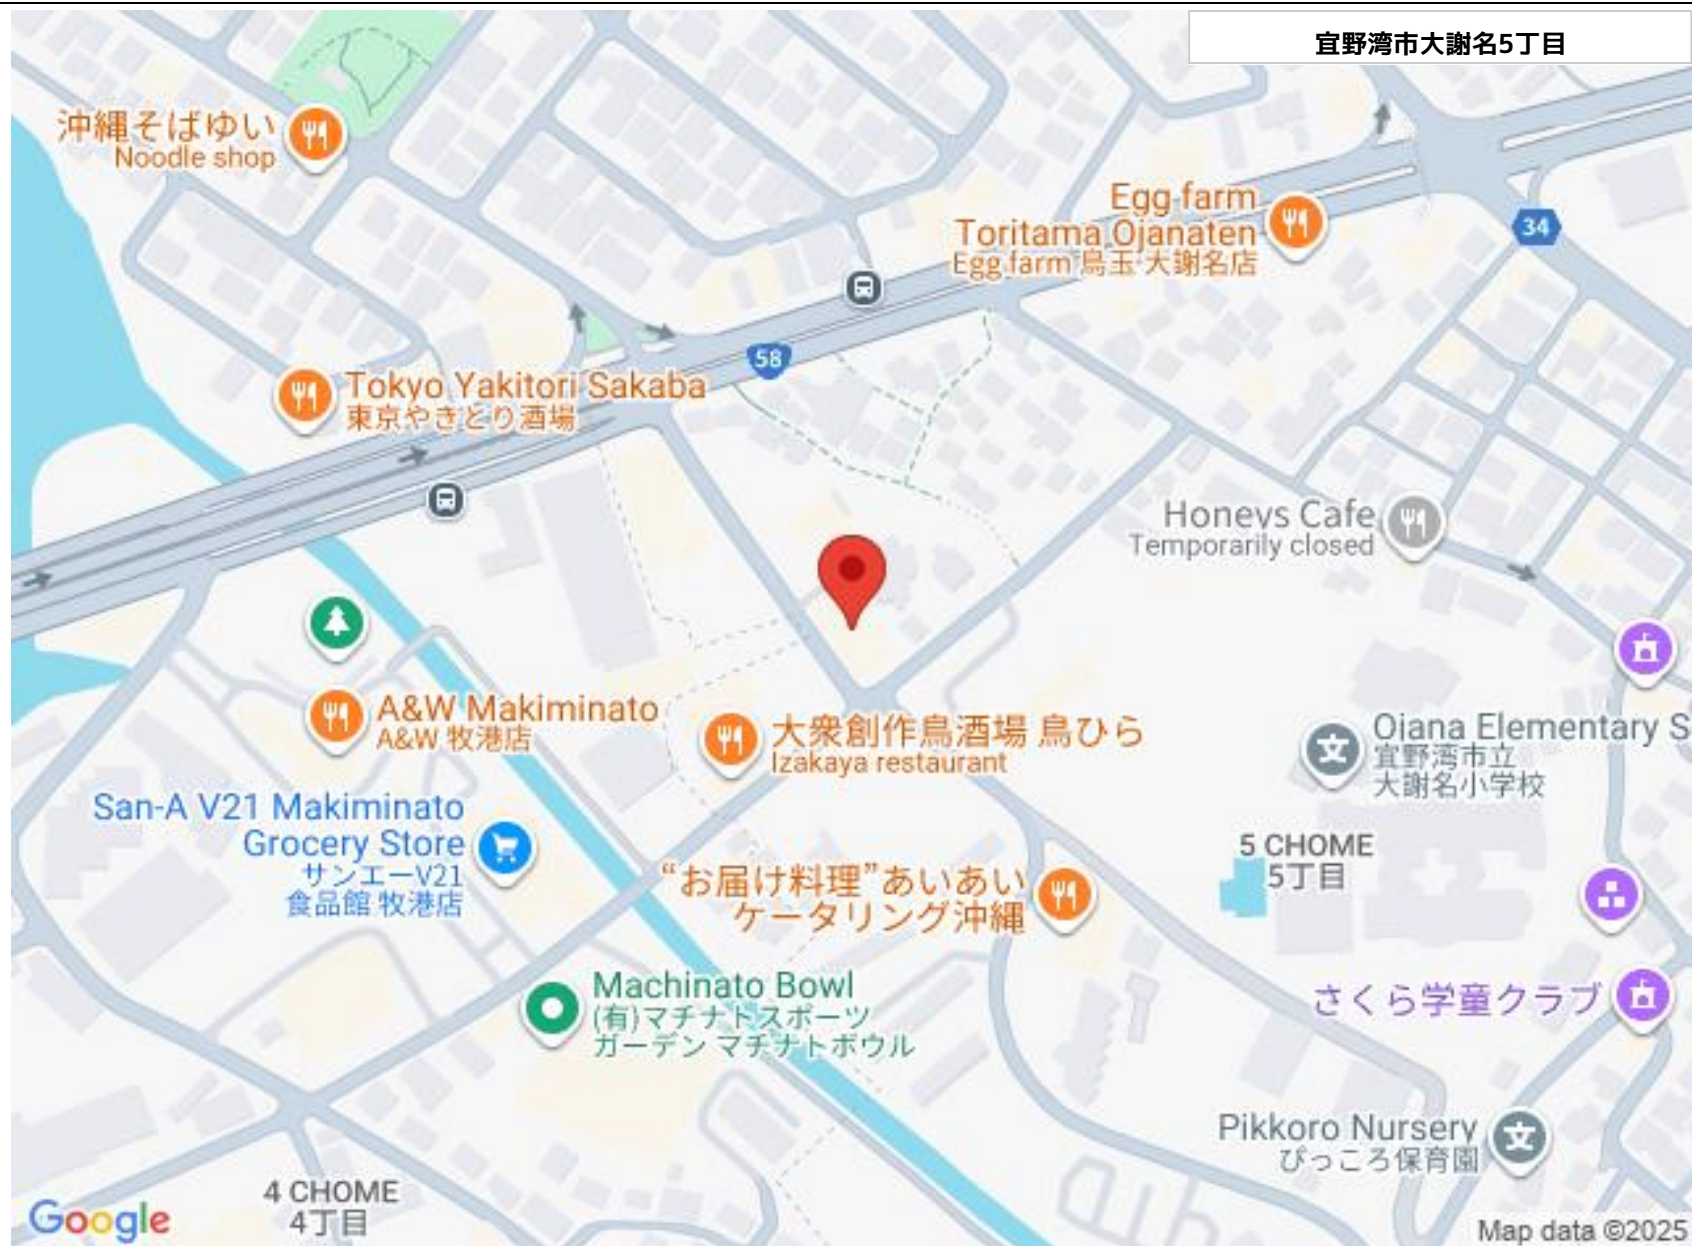 宜野湾市大謝名5丁目
沖縄そばゆい
Noodle shop
Egg farm
Toritama Ojanaten
Egg farm 鳥玉 大謝名店
34
58
Tokyo Yakitori Sakaba
東京やきとり酒場
Honeys Cafe
Temporarily closed
A&W Makiminato
A&W 牧港店
大衆創作鳥酒場 鳥ひら
Izakaya restaurant
Ojana Elementary S
宜野湾市立
大謝名小学校
San-A V21 Makiminato
Grocery Store
サンエーV21
食品館 牧港店
5 CHOME
5丁目
“お届け料理”あいあい
ケータリング沖縄
Machinato Bowl
(有)マチナトスポーツ
ガーデン マチナトボウル
さくら学童クラブ
Pikkoro Nursery
ぴっころ保育園
4 CHOME
4丁目
Google
Map data ©2025